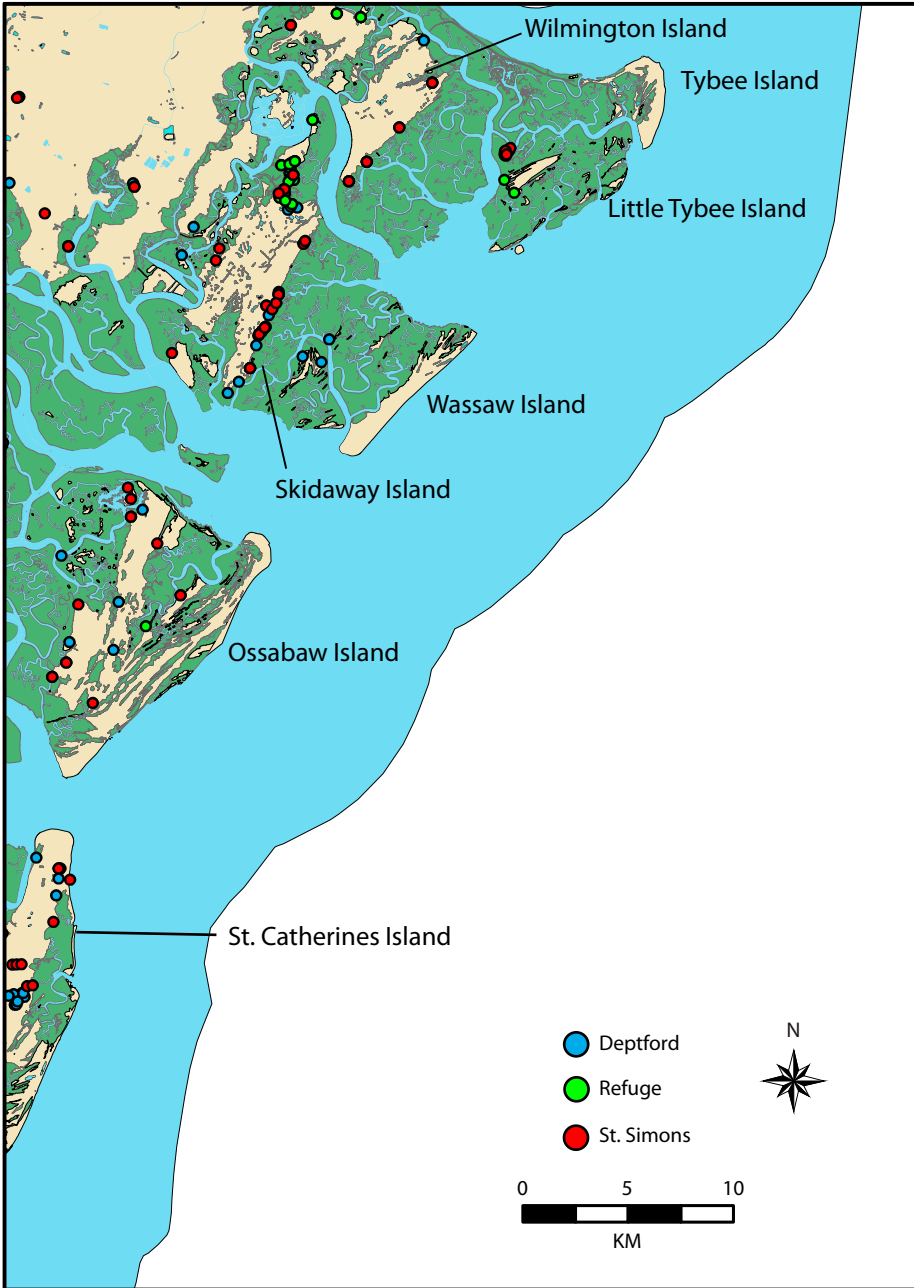 Wilmington Island
Tybee Island
Little Tybee Island
Wassaw Island
Skidaway Island
Ossabaw Island
St. Catherines Island
Deptford
Refuge
St. Simons
N
0 5 10
KM